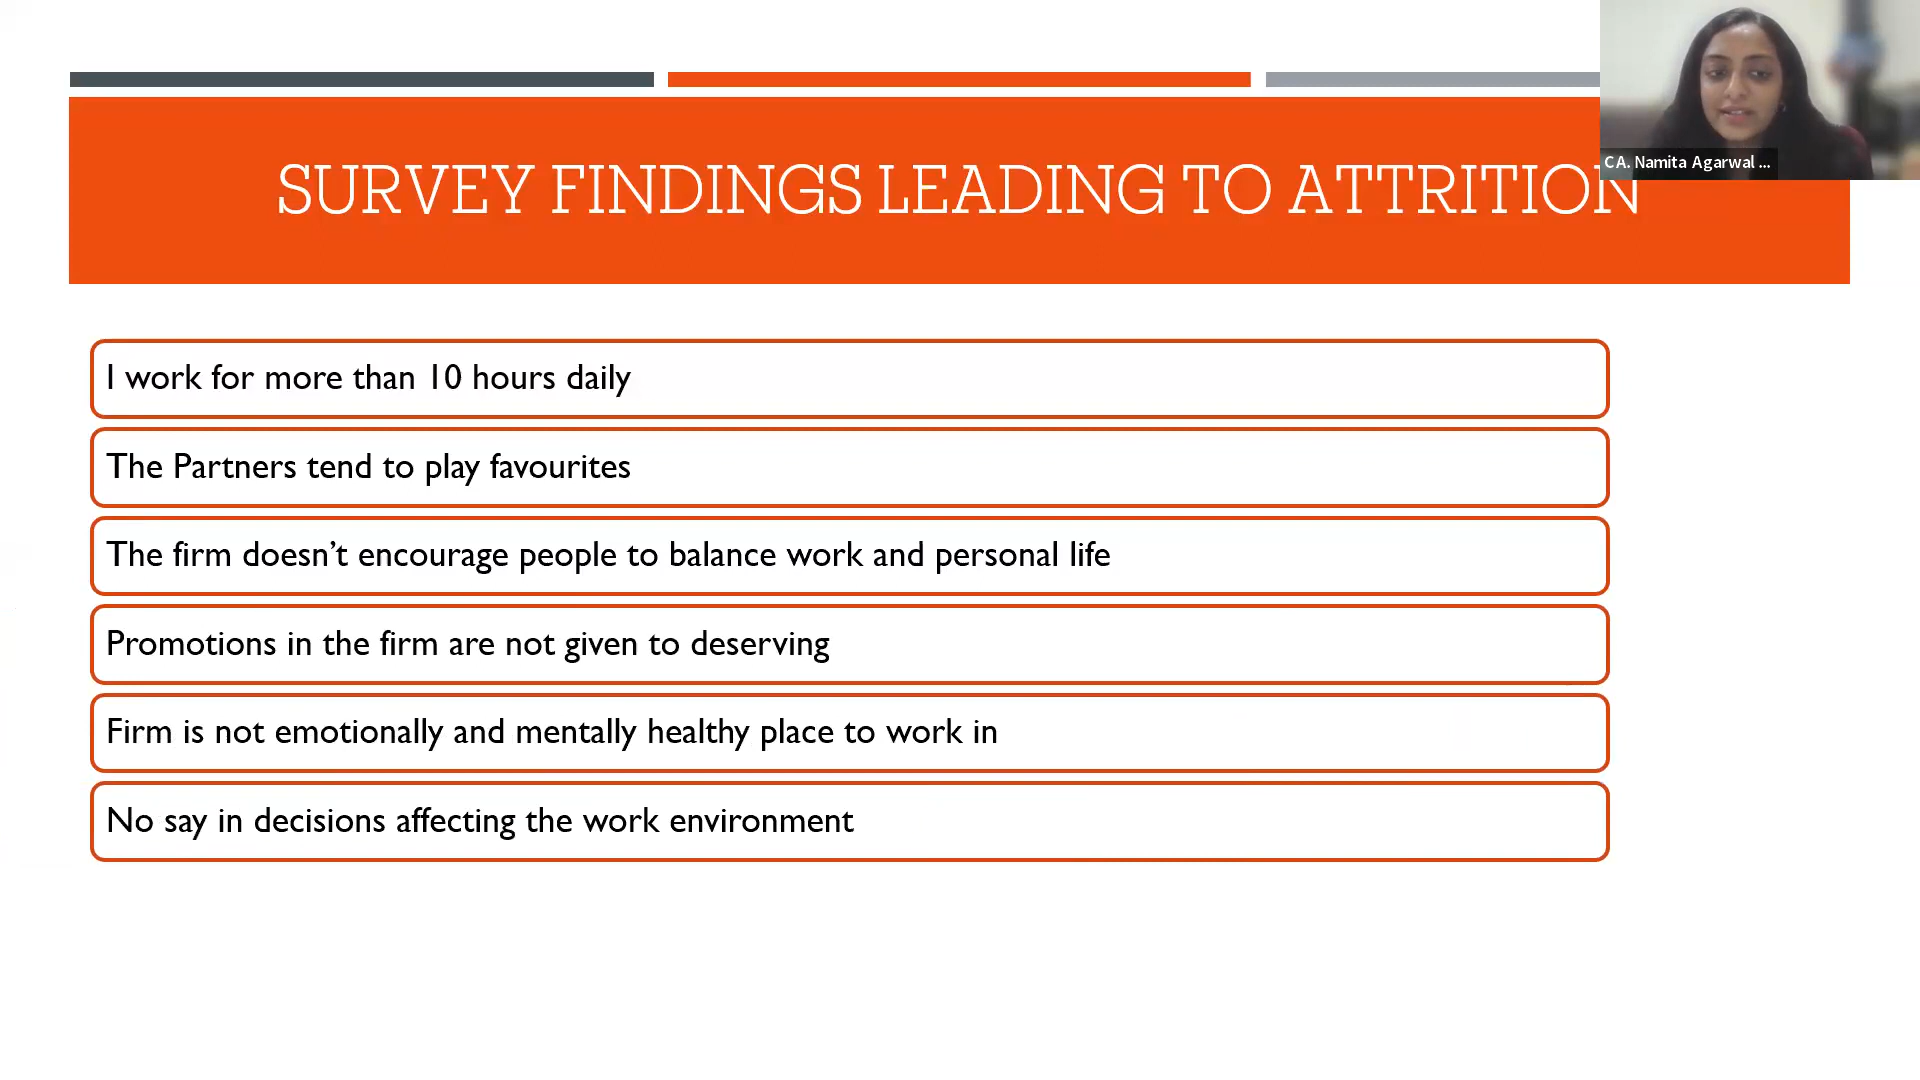 SURVEY FINDINGS LEADING TO ATTRITION
CA. Namita Agarwal ...
I work for more than 10 hours daily
The Partners tend to play favourites
The firm doesn’t encourage people to balance work and personal life
Promotions in the firm are not given to deserving
Firm is not emotionally and mentally healthy place to work in
No say in decisions affecting the work environment